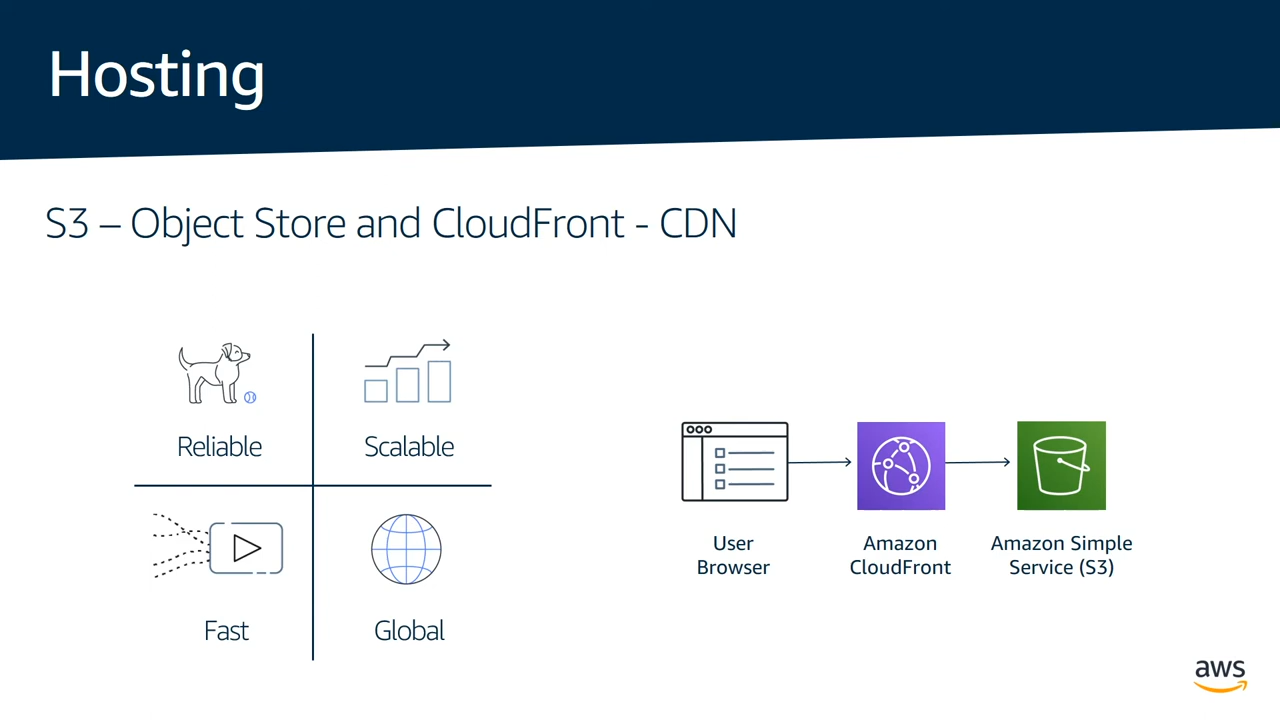 Hosting
S3 – Object Store and CloudFront - CDN
Reliable
Scalable
Fast
Global
User
Browser
Amazon
CloudFront
Amazon Simple
Service (S3)
aws